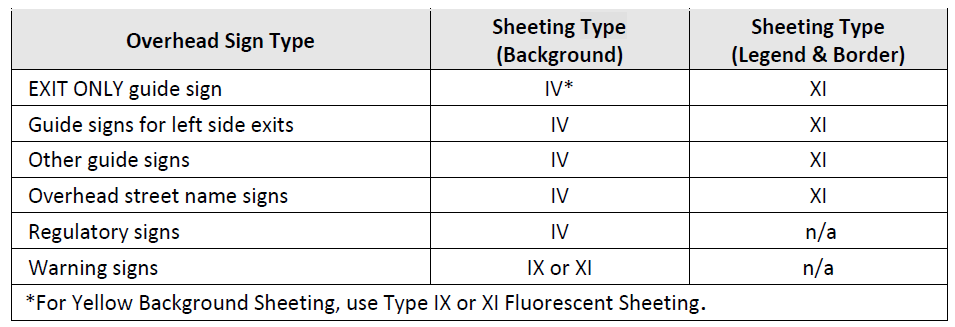 Overhead Sign Type Sheeting Type (Background) Sheeting Type (Legend & Border)
EXIT ONLY guide sign IV* XI
Guide signs for left side exits IV XI
Other guide signs IV XI
Overhead street name signs IV XI
Regulatory signs IV n/a
Warning signs IX or XI n/a
*For Yellow Background Sheeting, use Type IX or XI Fluorescent Sheeting.